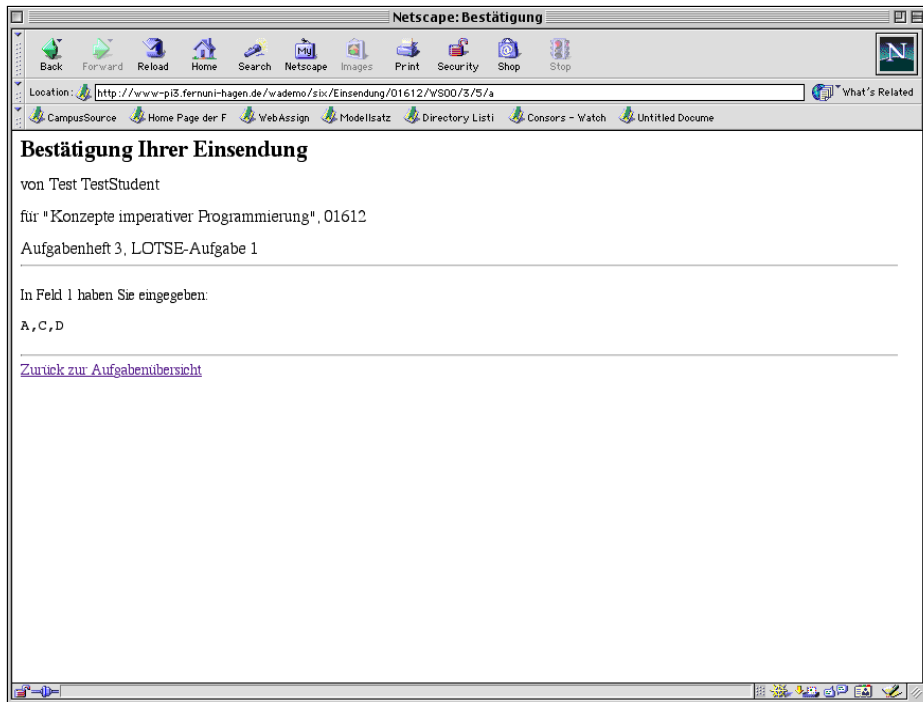 Netscape: Bestätigung
Back Forward Reload Home Search Netscape Images Print Security Shop Stop
Location: http://www-pi3.fernuni-hagen.de/wademo/six/Einsendung/01612/WS00/3/5/a What's Related
CampusSource Home Page der F WebAssign Modellsatz Directory Listi Consors - Watch Untitled Docume
Bestätigung Ihrer Einsendung
von Test TestStudent
für "Konzepte imperativer Programmierung", 01612
Aufgabenheft 3, LOTSE-Aufgabe 1
In Feld 1 haben Sie eingegeben:
A,C,D
Zurück zur Aufgabenübersicht